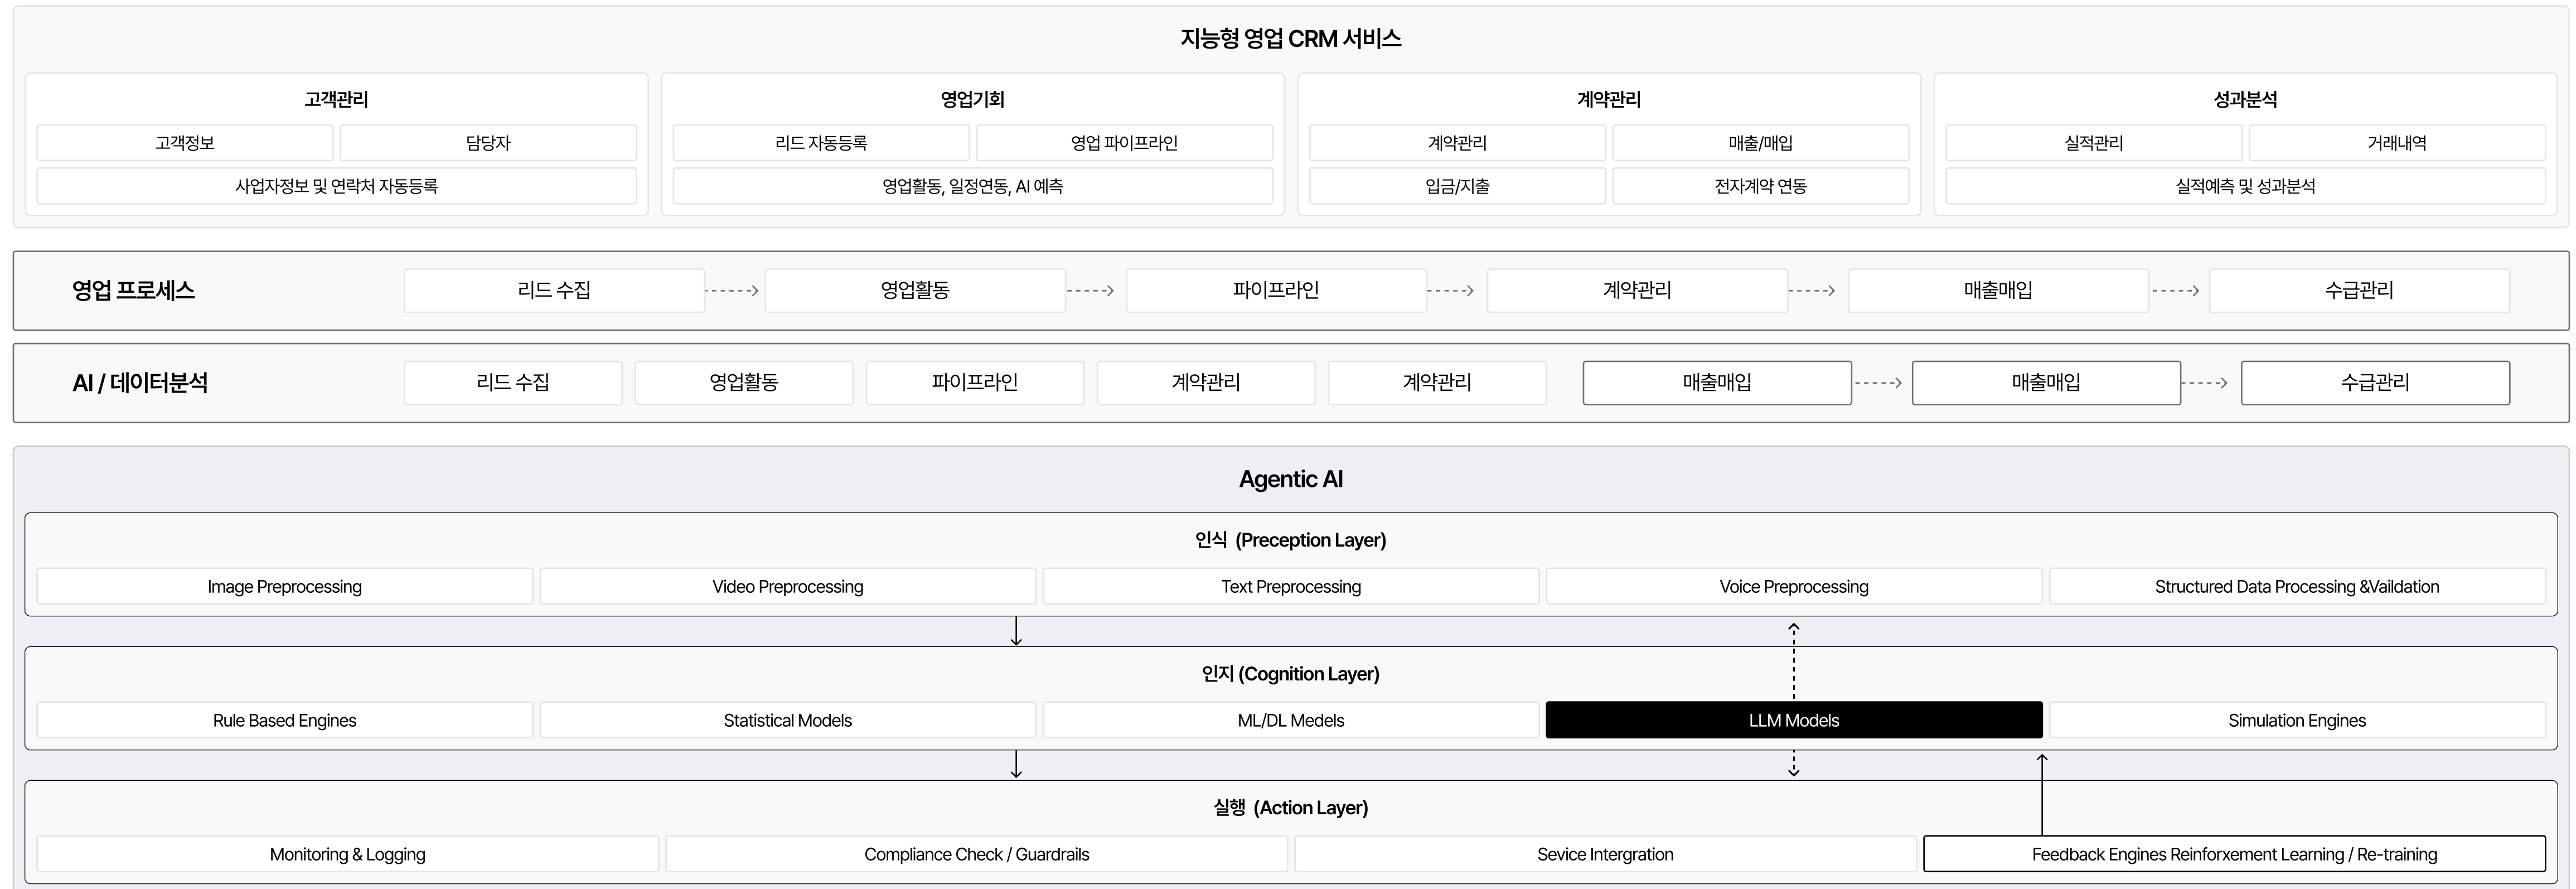 지능형 영업 CRM 서비스
고객관리
고객정보
담당자
사업자정보 및 연락처 자동등록
영업기회
리드 자동등록
영업 파이프라인
영업활동, 일정연동, AI 예측
계약관리
계약관리
매출/매입
입금/지출
전자계약 연동
성과분석
실적관리
거래내역
실적예측 및 성과분석
영업 프로세스
리드 수집
영업활동
파이프라인
계약관리
매출매입
수급관리
AI / 데이터분석
리드 수집
영업활동
파이프라인
계약관리
계약관리
매출매입
매출매입
수급관리
Agentic AI
인식 (Preception Layer)
Image Preprocessing
Video Preprocessing
Text Preprocessing
Voice Preprocessing
Structured Data Processing &Vaildation
인지 (Cognition Layer)
Rule Based Engines
Statistical Models
ML/DL Medels
LLM Models
Simulation Engines
실행 (Action Layer)
Monitoring & Logging
Compliance Check / Guardrails
Sevice Intergration
Feedback Engines Reinforxement Learning / Re-training